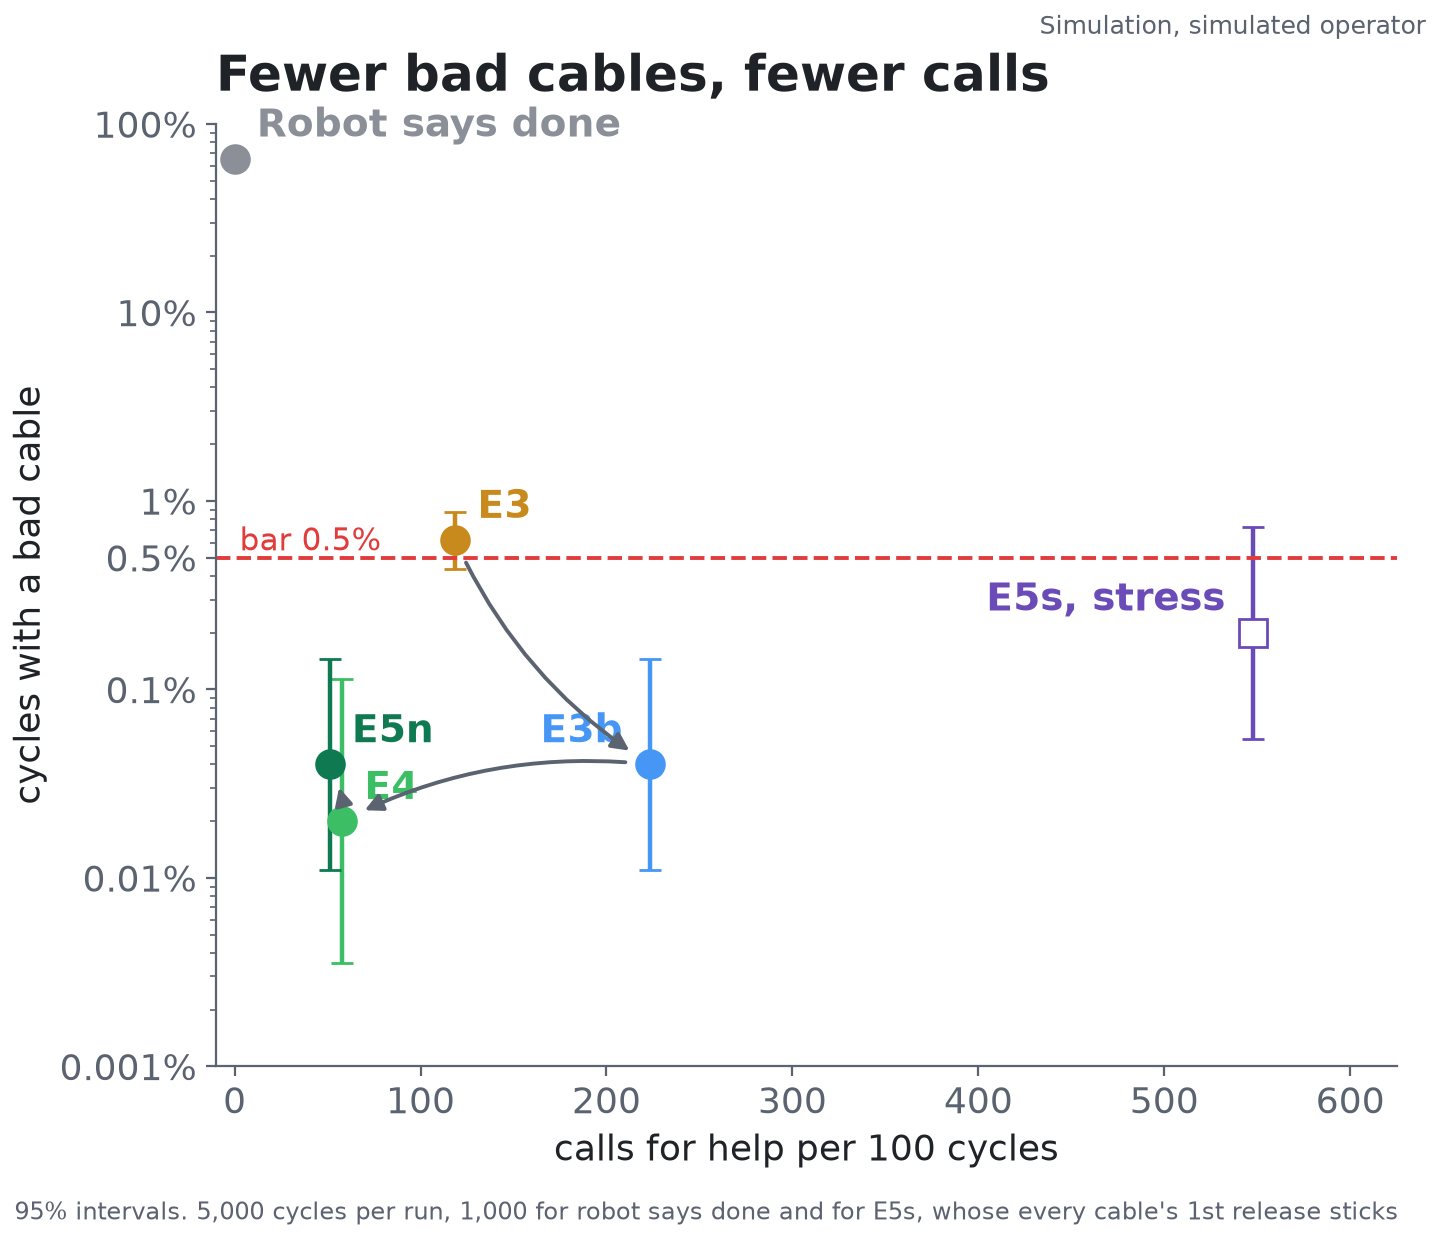 Simulation, simulated operator
Fewer bad cables, fewer calls
Robot says done
100%
10%
1%
0.5%
0.1%
0.01%
0.001%
cycles with a bad cable
bar 0.5%
E3
E5s, stress
E5n
E3b
E4
0 100 200 300 400 500 600
calls for help per 100 cycles
95% intervals. 5,000 cycles per run, 1,000 for robot says done and for E5s, whose every cable's 1st release sticks